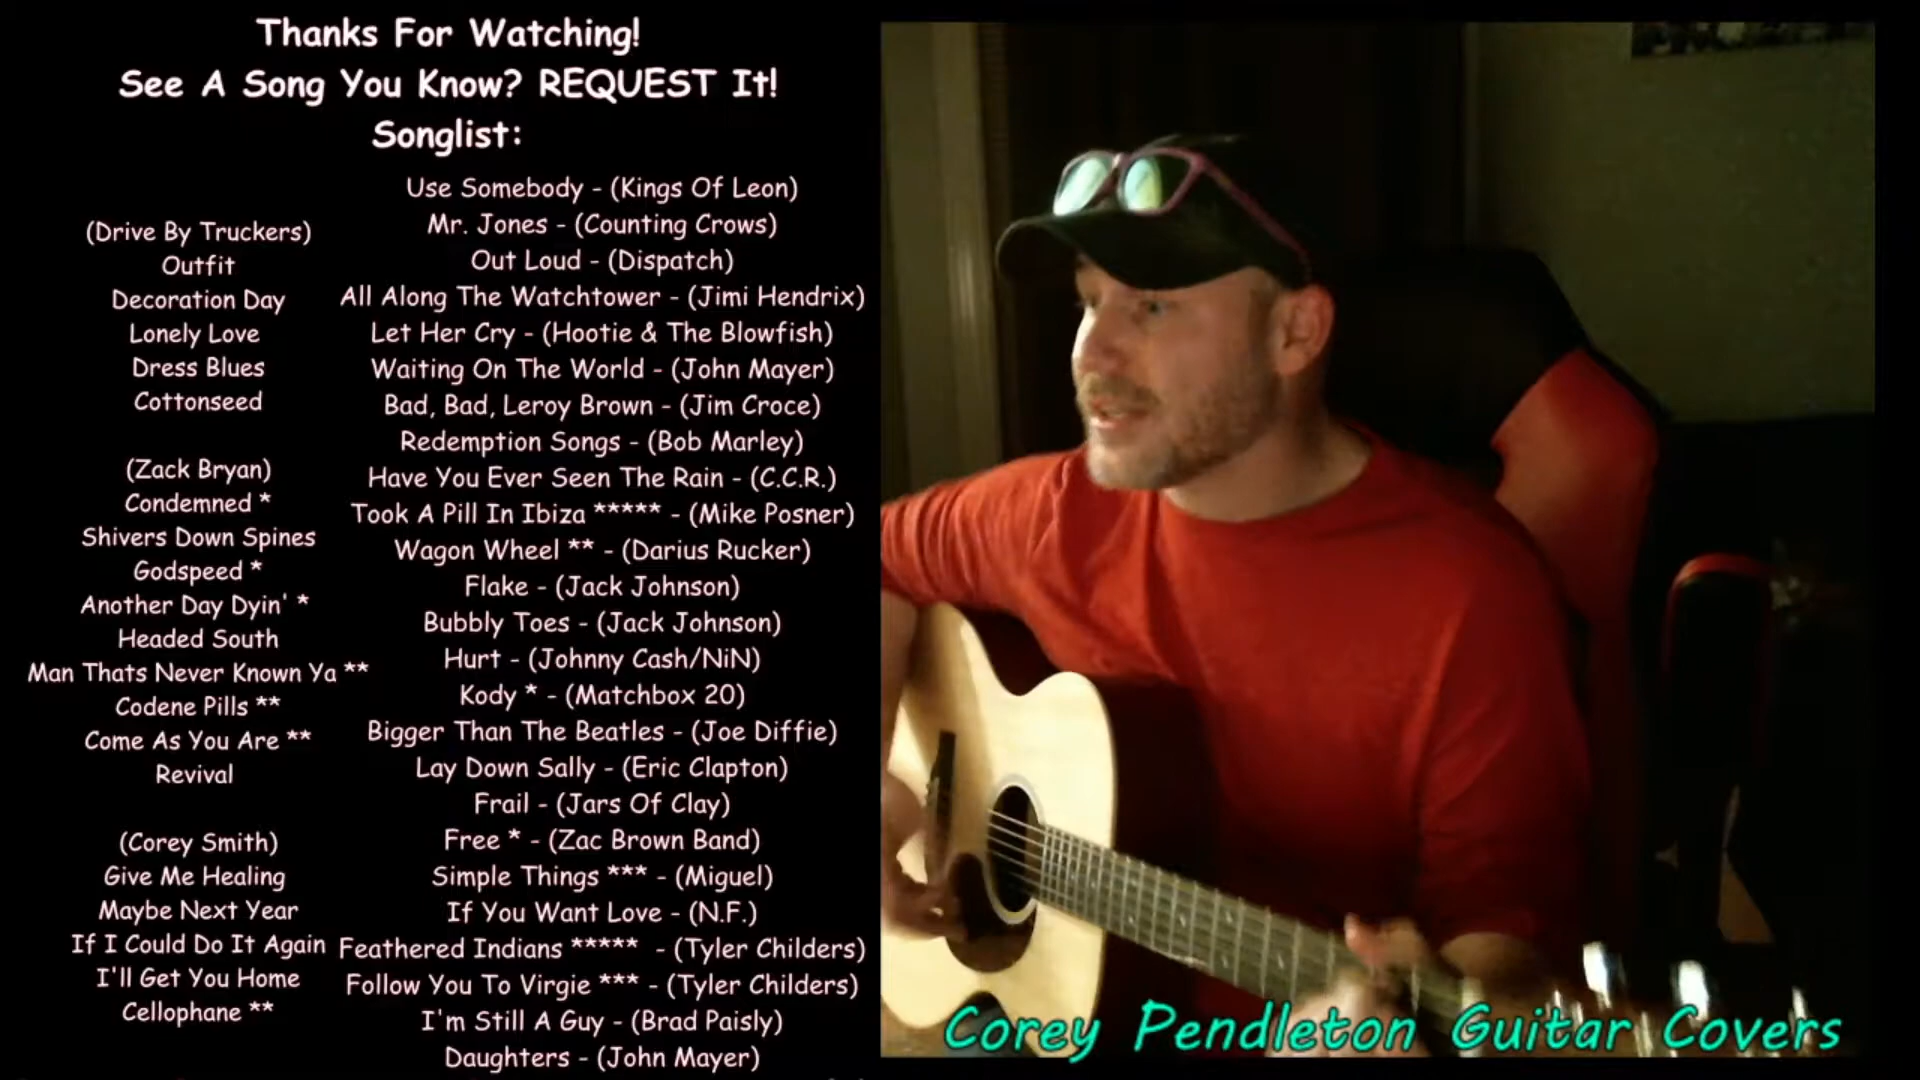 Thanks For Watching!
See A Song You Know? REQUEST It!
Songlist:
(Drive By Truckers)
Outfit
Decoration Day
Lonely Love
Dress Blues
Cottonseed
(Zack Bryan)
Condemned *
Shivers Down Spines
Godspeed *
Another Day Dyin' *
Headed South
Man Thats Never Known Ya **
Codene Pills **
Come As You Are **
Revival
(Corey Smith)
Give Me Healing
Maybe Next Year
If I Could Do It Again
I'll Get You Home
Cellophane **
Use Somebody - (Kings Of Leon)
Mr. Jones - (Counting Crows)
Out Loud - (Dispatch)
All Along The Watchtower - (Jimi Hendrix)
Let Her Cry - (Hootie & The Blowfish)
Waiting On The World - (John Mayer)
Bad, Bad, Leroy Brown - (Jim Croce)
Redemption Songs - (Bob Marley)
Have You Ever Seen The Rain - (C.C.R.)
Took A Pill In Ibiza ***** - (Mike Posner)
Wagon Wheel ** - (Darius Rucker)
Flake - (Jack Johnson)
Bubbly Toes - (Jack Johnson)
Hurt - (Johnny Cash/NiN)
Kody * - (Matchbox 20)
Bigger Than The Beatles - (Joe Diffie)
Lay Down Sally - (Eric Clapton)
Frail - (Jars Of Clay)
Free * - (Zac Brown Band)
Simple Things *** - (Miguel)
If You Want Love - (N.F.)
Feathered Indians ***** - (Tyler Childers)
Follow You To Virgie *** - (Tyler Childers)
I'm Still A Guy - (Brad Paisly)
Daughters - (John Mayer)
Corey Pendleton Guitar Covers